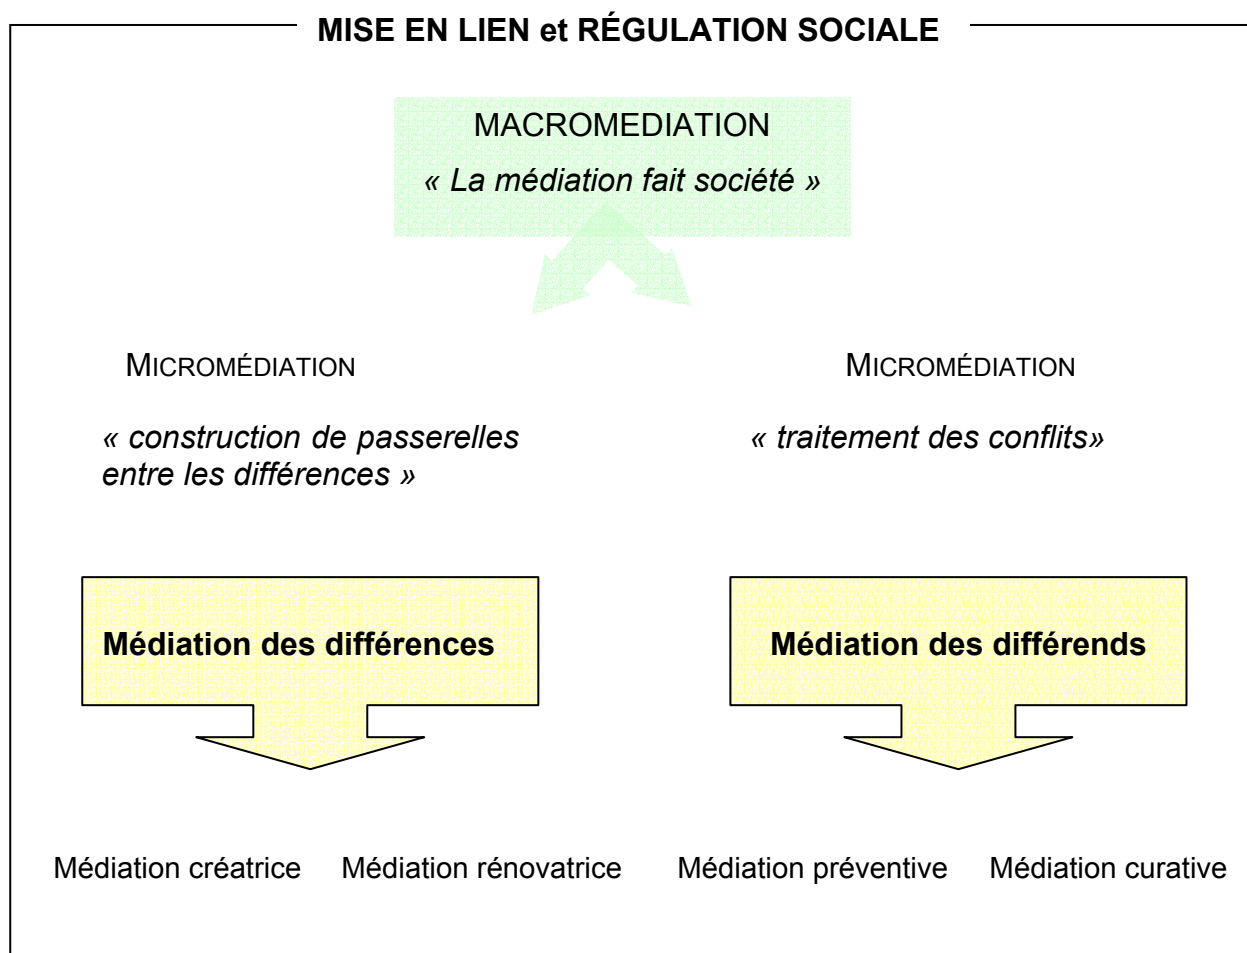 MISE EN LIEN et RÉGULATION SOCIALE
MACROMEDIATION
« La médiation fait société »
MICROMÉDIATION
« construction de passerelles
entre les différences »
MICROMÉDIATION
« traitement des conflits»
Médiation des différences
Médiation des différends
Médiation créatrice
Médiation rénovatrice
Médiation préventive
Médiation curative